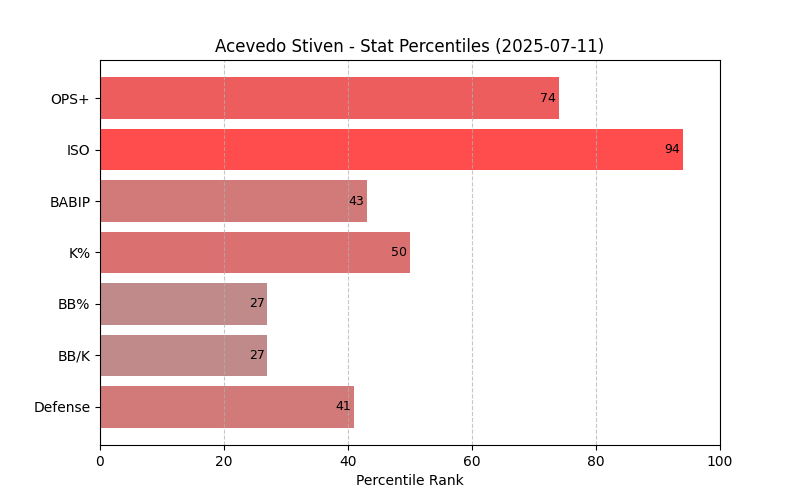 Acevedo Stiven - Stat Percentiles (2025-07-11)
OPS+ 74
ISO 94
BABIP 43
K% 50
BB% 27
BB/K 27
Defense 41
0 20 40 60 80 100
Percentile Rank